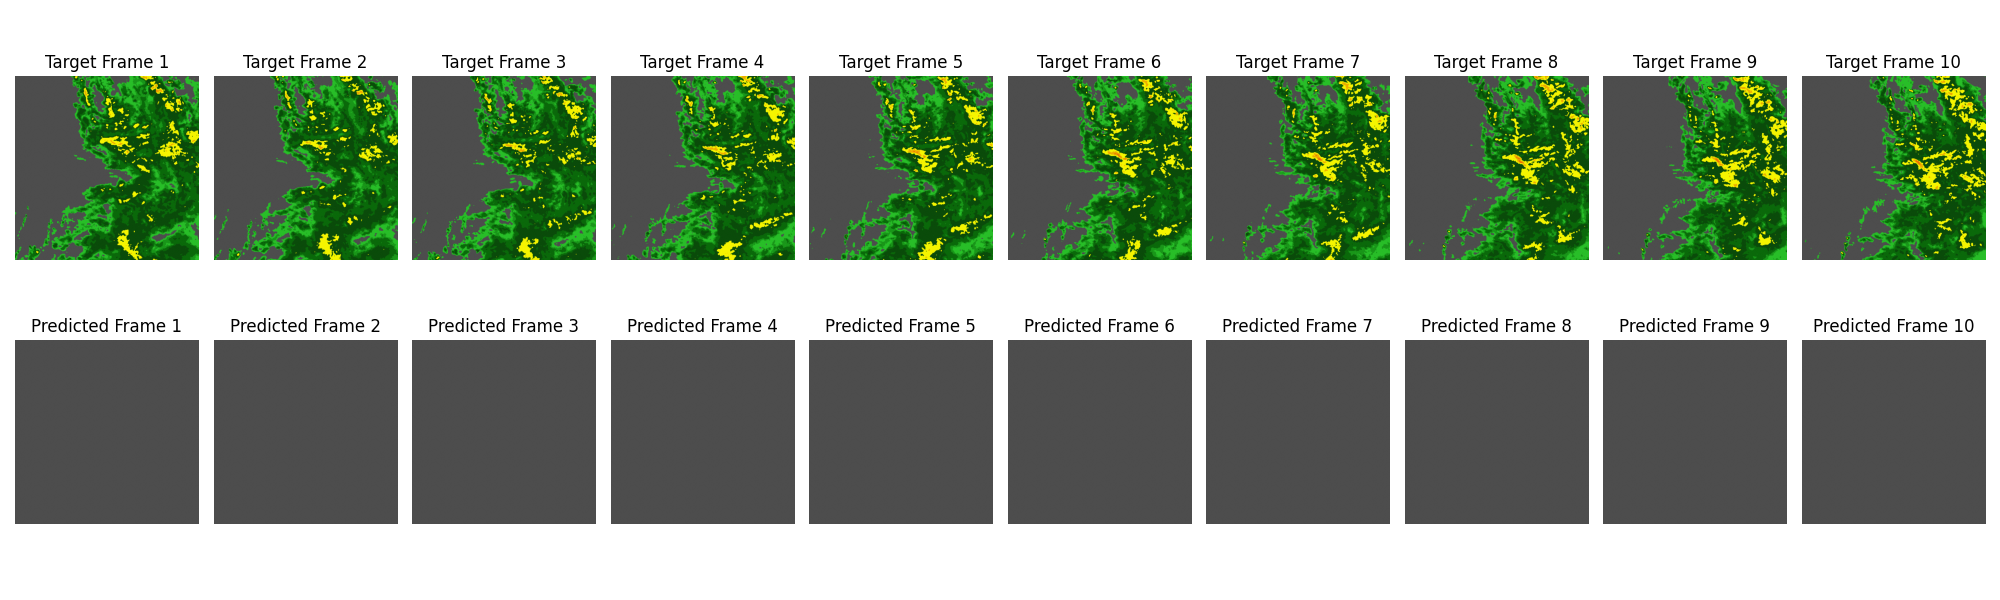 Target Frame 1
Target Frame 2
Target Frame 3
Target Frame 4
Target Frame 5
Target Frame 6
Target Frame 7
Target Frame 8
Target Frame 9
Target Frame 10
Predicted Frame 1
Predicted Frame 2
Predicted Frame 3
Predicted Frame 4
Predicted Frame 5
Predicted Frame 6
Predicted Frame 7
Predicted Frame 8
Predicted Frame 9
Predicted Frame 10